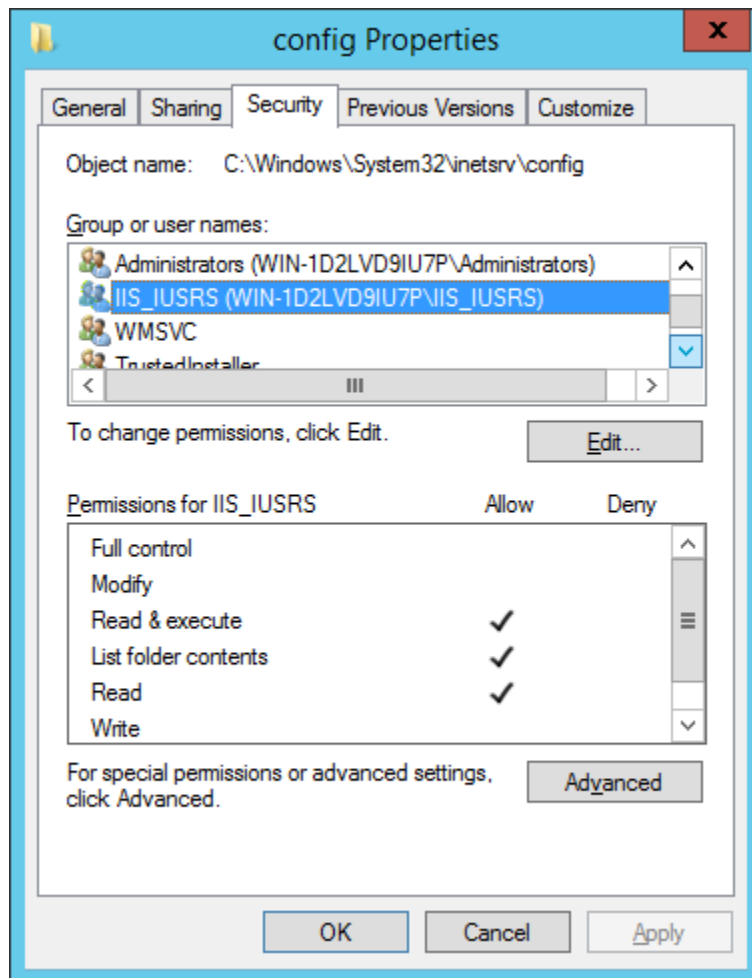 config Properties
x
General Sharing Security Previous Versions Customize
Object name: C:\Windows\System32\inetsrv\config
Group or user names:
Administrators (WIN-1D2LVD9IU7P\Administrators)
IIS_IUSRS (WIN-1D2LVD9IU7P\IIS_IUSRS)
WMSVC
TrustedInstaller
To change permissions, click Edit.
Edit...
Permissions for IIS_IUSRS Allow Deny
Full control
Modify
Read & execute
List folder contents
Read
Write
For special permissions or advanced settings,
click Advanced.
Advanced
OK Cancel Apply